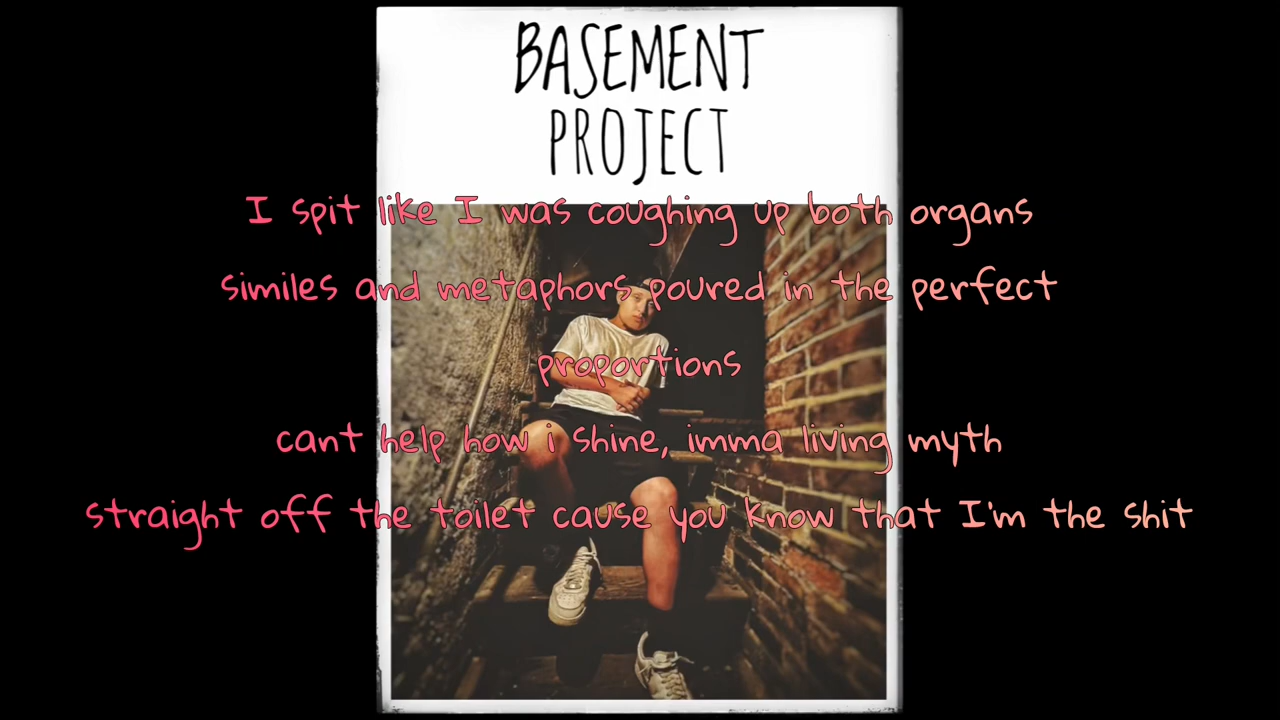 BASEMENT
PROJECT
I spit like I was coughing up both organs
similes and metaphors poured in the perfect
proportions
cant help how i shine, imma living myth
straight off the toilet cause you know that I'm the shit